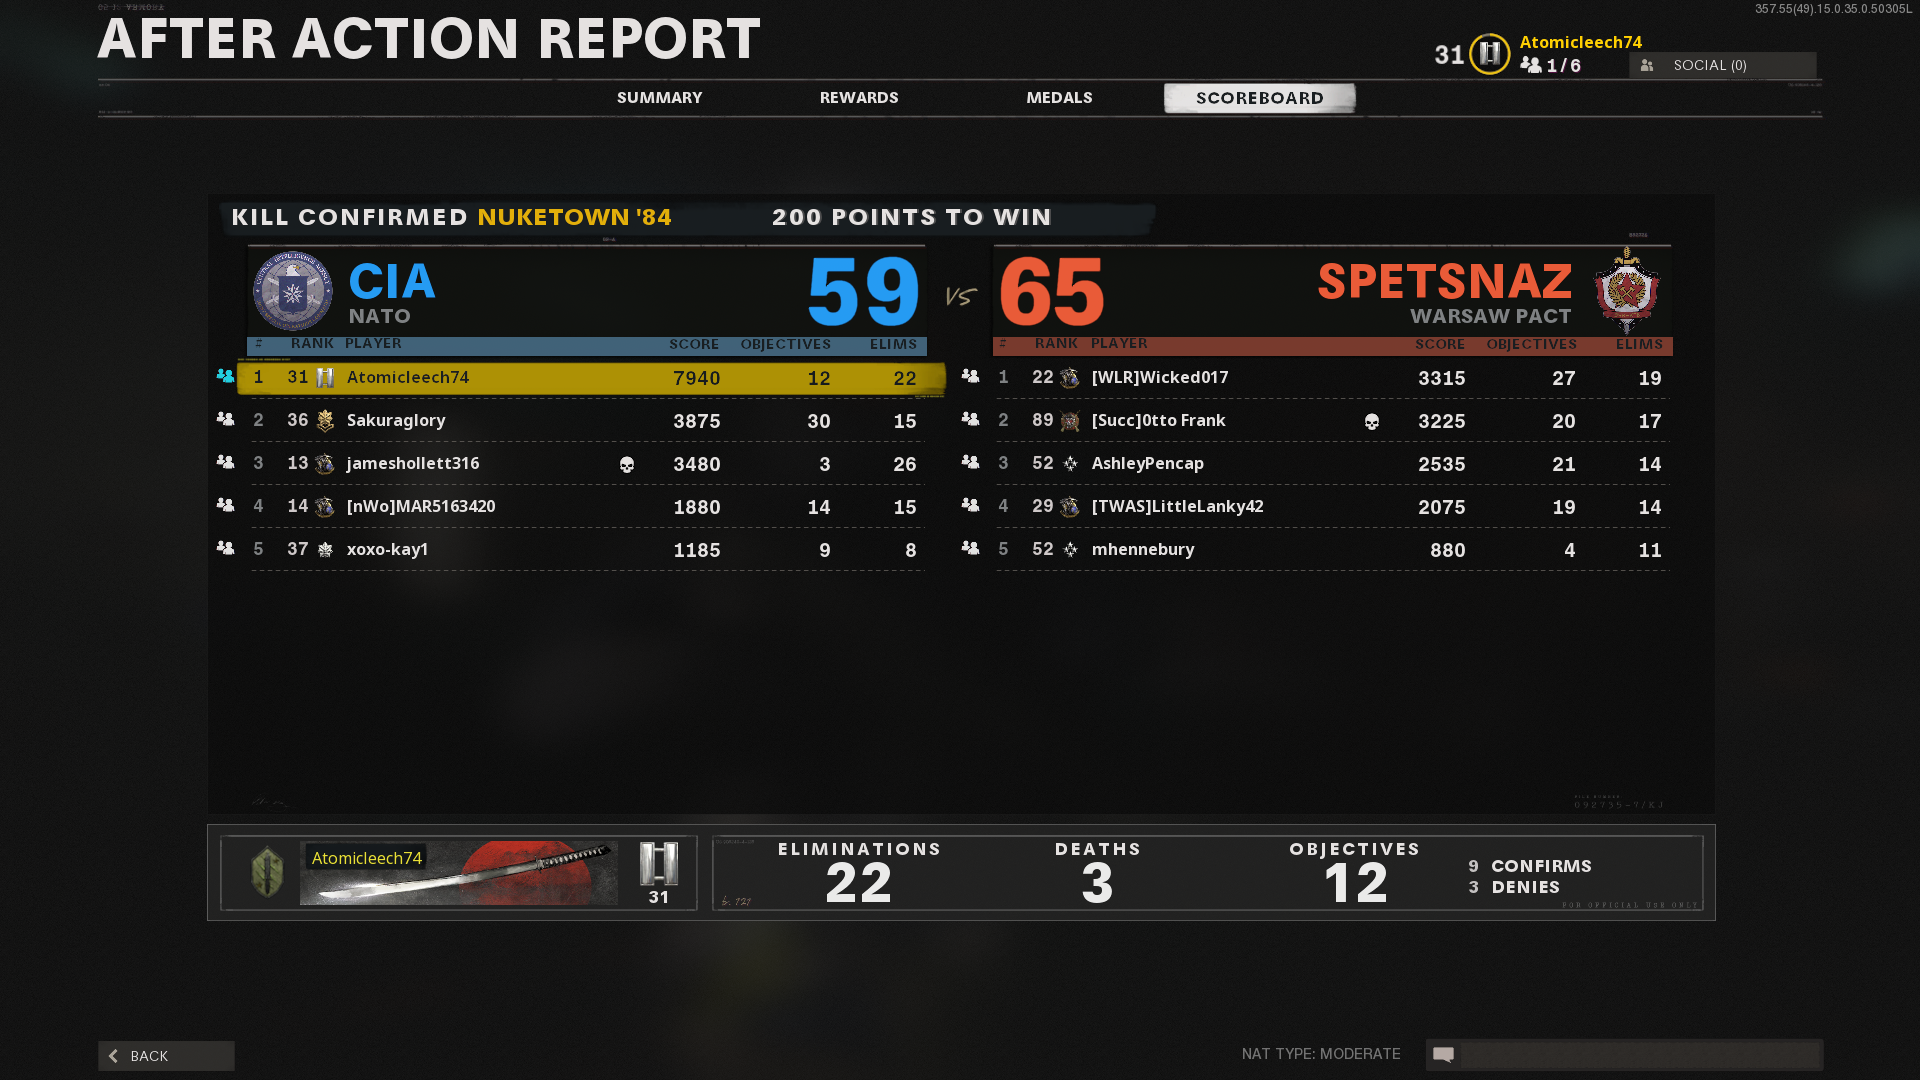 357.55(49).15.0.35.0.50305L
AFTER ACTION REPORT
31 Atomicleech74
1/6
SOCIAL (0)
SUMMARY REWARDS MEDALS SCOREBOARD
KILL CONFIRMED NUKETOWN '84 200 POINTS TO WIN
CIA
NATO
59
vs
65
SPETSNAZ
WARSAW PACT
# RANK PLAYER SCORE OBJECTIVES ELIMS
1 31 Atomicleech74 7940 12 22
2 36 Sakuraglory 3875 30 15
3 13 jameshollett316 3480 3 26
4 14 [nWo]MAR5163420 1880 14 15
5 37 xoxo-kay1 1185 9 8
# RANK PLAYER SCORE OBJECTIVES ELIMS
1 22 [WLR]Wicked017 3315 27 19
2 89 [Succ]0tto Frank 3225 20 17
3 52 AshleyPencap 2535 21 14
4 29 [TWAS]LittleLanky42 2075 19 14
5 52 mhennebury 880 4 11
Atomicleech74
31
ELIMINATIONS
22
DEATHS
3
OBJECTIVES
12
9 CONFIRMS
3 DENIES
FOR OFFICIAL USE ONLY
BACK
NAT TYPE: MODERATE